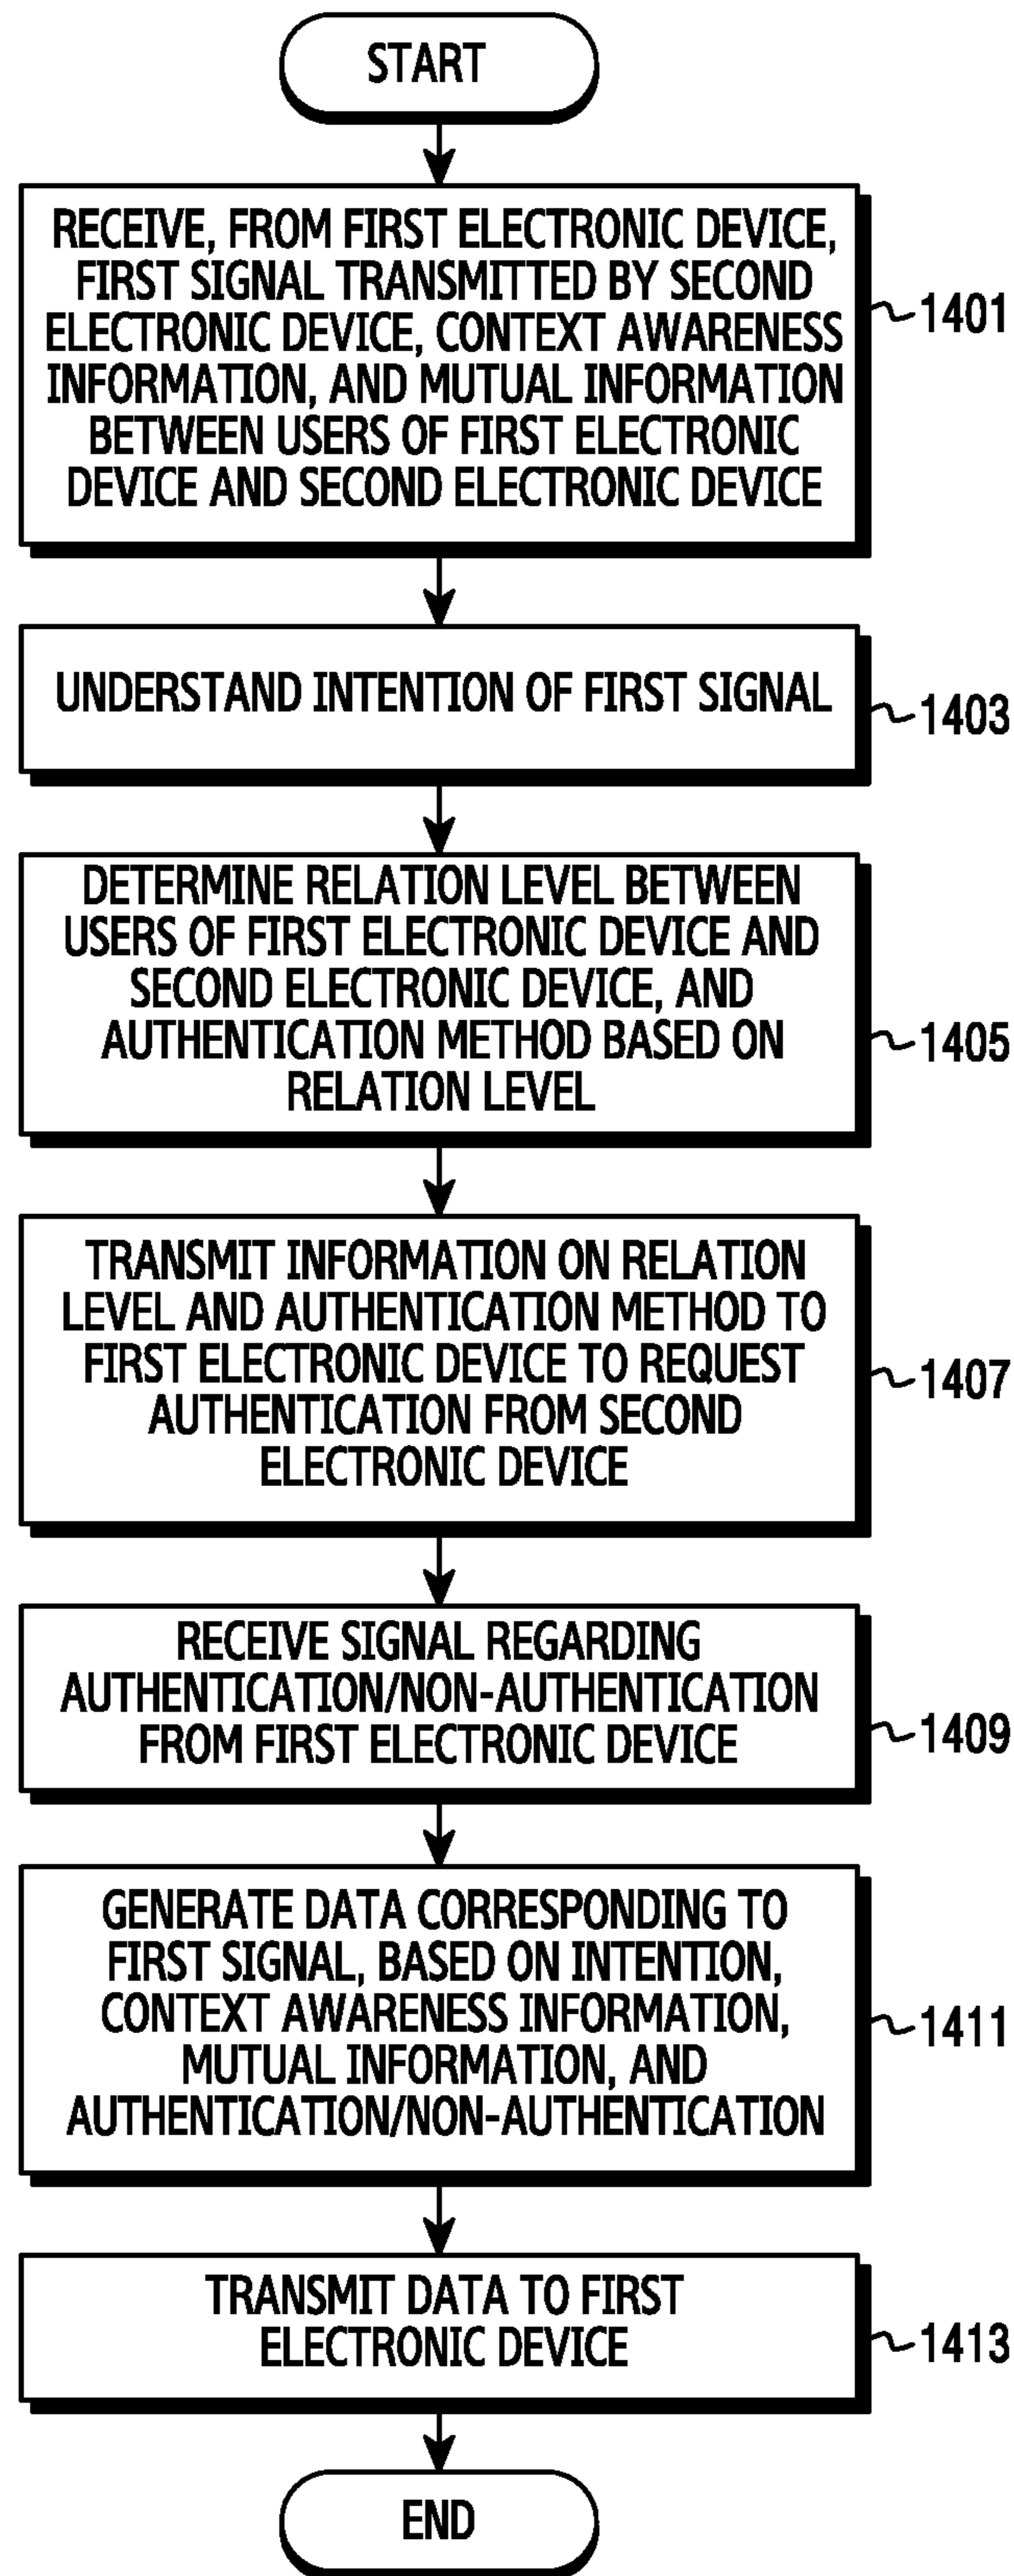 START
RECEIVE, FROM FIRST ELECTRONIC DEVICE,
FIRST SIGNAL TRANSMITTED BY SECOND
ELECTRONIC DEVICE, CONTEXT AWARENESS
INFORMATION, AND MUTUAL INFORMATION
BETWEEN USERS OF FIRST ELECTRONIC
DEVICE AND SECOND ELECTRONIC DEVICE
1401
UNDERSTAND INTENTION OF FIRST SIGNAL
1403
DETERMINE RELATION LEVEL BETWEEN
USERS OF FIRST ELECTRONIC DEVICE AND
SECOND ELECTRONIC DEVICE, AND
AUTHENTICATION METHOD BASED ON
RELATION LEVEL
1405
TRANSMIT INFORMATION ON RELATION
LEVEL AND AUTHENTICATION METHOD TO
FIRST ELECTRONIC DEVICE TO REQUEST
AUTHENTICATION FROM SECOND
ELECTRONIC DEVICE
1407
RECEIVE SIGNAL REGARDING
AUTHENTICATION/NON-AUTHENTICATION
FROM FIRST ELECTRONIC DEVICE
1409
GENERATE DATA CORRESPONDING TO
FIRST SIGNAL, BASED ON INTENTION,
CONTEXT AWARENESS INFORMATION,
MUTUAL INFORMATION, AND
AUTHENTICATION/NON-AUTHENTICATION
1411
TRANSMIT DATA TO FIRST
ELECTRONIC DEVICE
1413
END